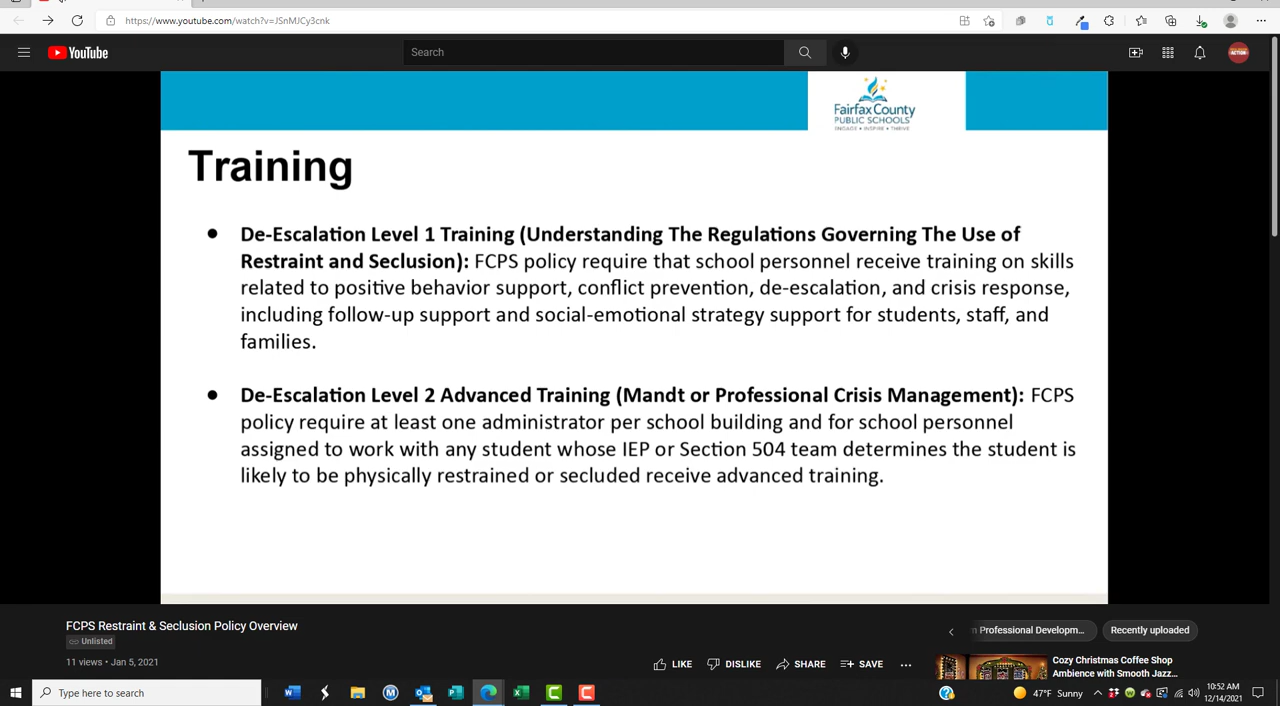 https://www.youtube.com/watch?v=JSnMJCy3cnk
YouTube
Search
Fairfax County
PUBLIC SCHOOLS
ENGAGE • INSPIRE • THRIVE
Training
• De-Escalation Level 1 Training (Understanding The Regulations Governing The Use of
Restraint and Seclusion): FCPS policy require that school personnel receive training on skills
related to positive behavior support, conflict prevention, de-escalation, and crisis response,
including follow-up support and social-emotional strategy support for students, staff, and
families.
• De-Escalation Level 2 Advanced Training (Mandt or Professional Crisis Management): FCPS
policy require at least one administrator per school building and for school personnel
assigned to work with any student whose IEP or Section 504 team determines the student is
likely to be physically restrained or secluded receive advanced training.
FCPS Restraint & Seclusion Policy Overview
Unlisted
11 views • Jan 5, 2021
LIKE DISLIKE SHARE SAVE
Professional Developm... Recently uploaded
Cozy Christmas Coffee Shop
Ambience with Smooth Jazz...
Type here to search
47°F Sunny
10:52 AM
12/14/2021